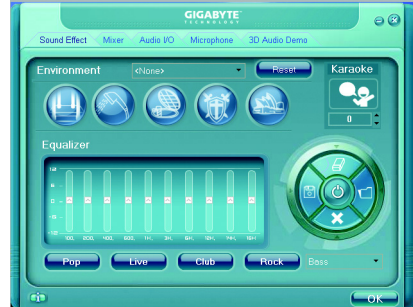 GIGABYTE™
TECHNOLOGY
Sound Effect Mixer Audio I/O Microphone 3D Audio Demo
Environment <None> Reset Karaoke
0
Equalizer
Pop Live Club Rock Bass
OK